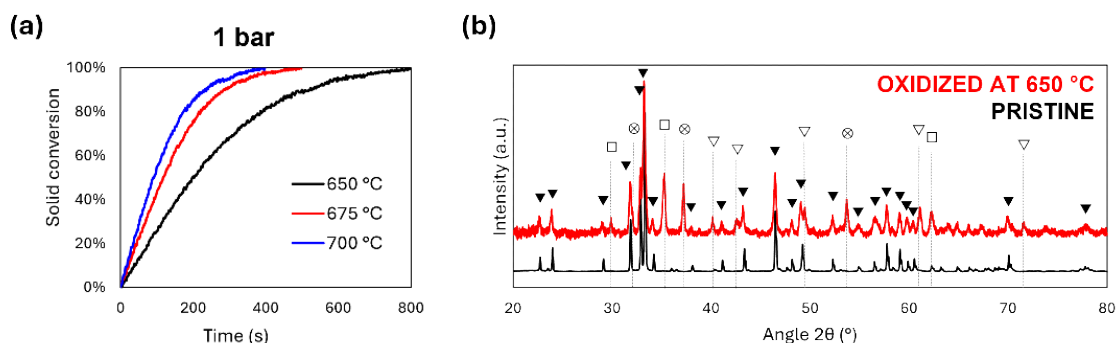 (a)
1 bar
Solid conversion
100%
80%
60%
40%
20%
0%
650 °C
675 °C
700 °C
0
200
400
600
800
Time (s)
(b)
OXIDIZED AT 650 °C
PRISTINE
Intensity (a.u.)
20
30
40
50
60
70
80
Angle 2θ (°)